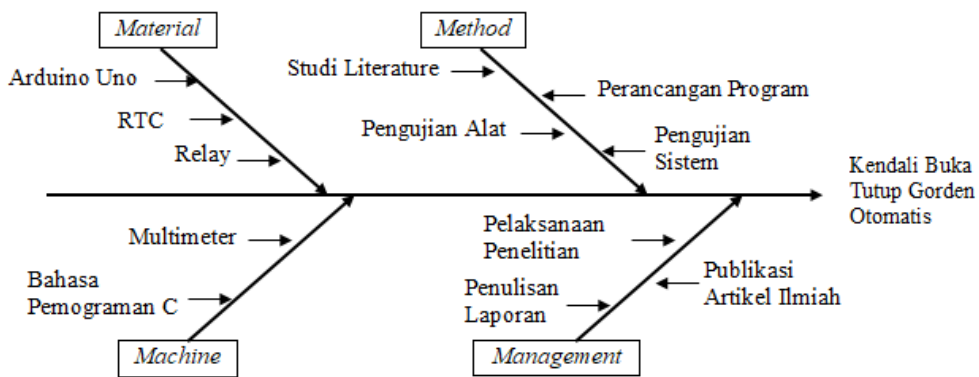 Material
Method
Arduino Uno
RTC
Relay
Studi Literature
Perancangan Program
Pengujian Alat
Pengujian
Sistem
Kendali Buka
Tutup Gorden
Otomatis
Multimeter
Bahasa
Pemograman C
Pelaksanaan
Penelitian
Penulisan
Laporan
Publikasi
Artikel Ilmiah
Machine
Management